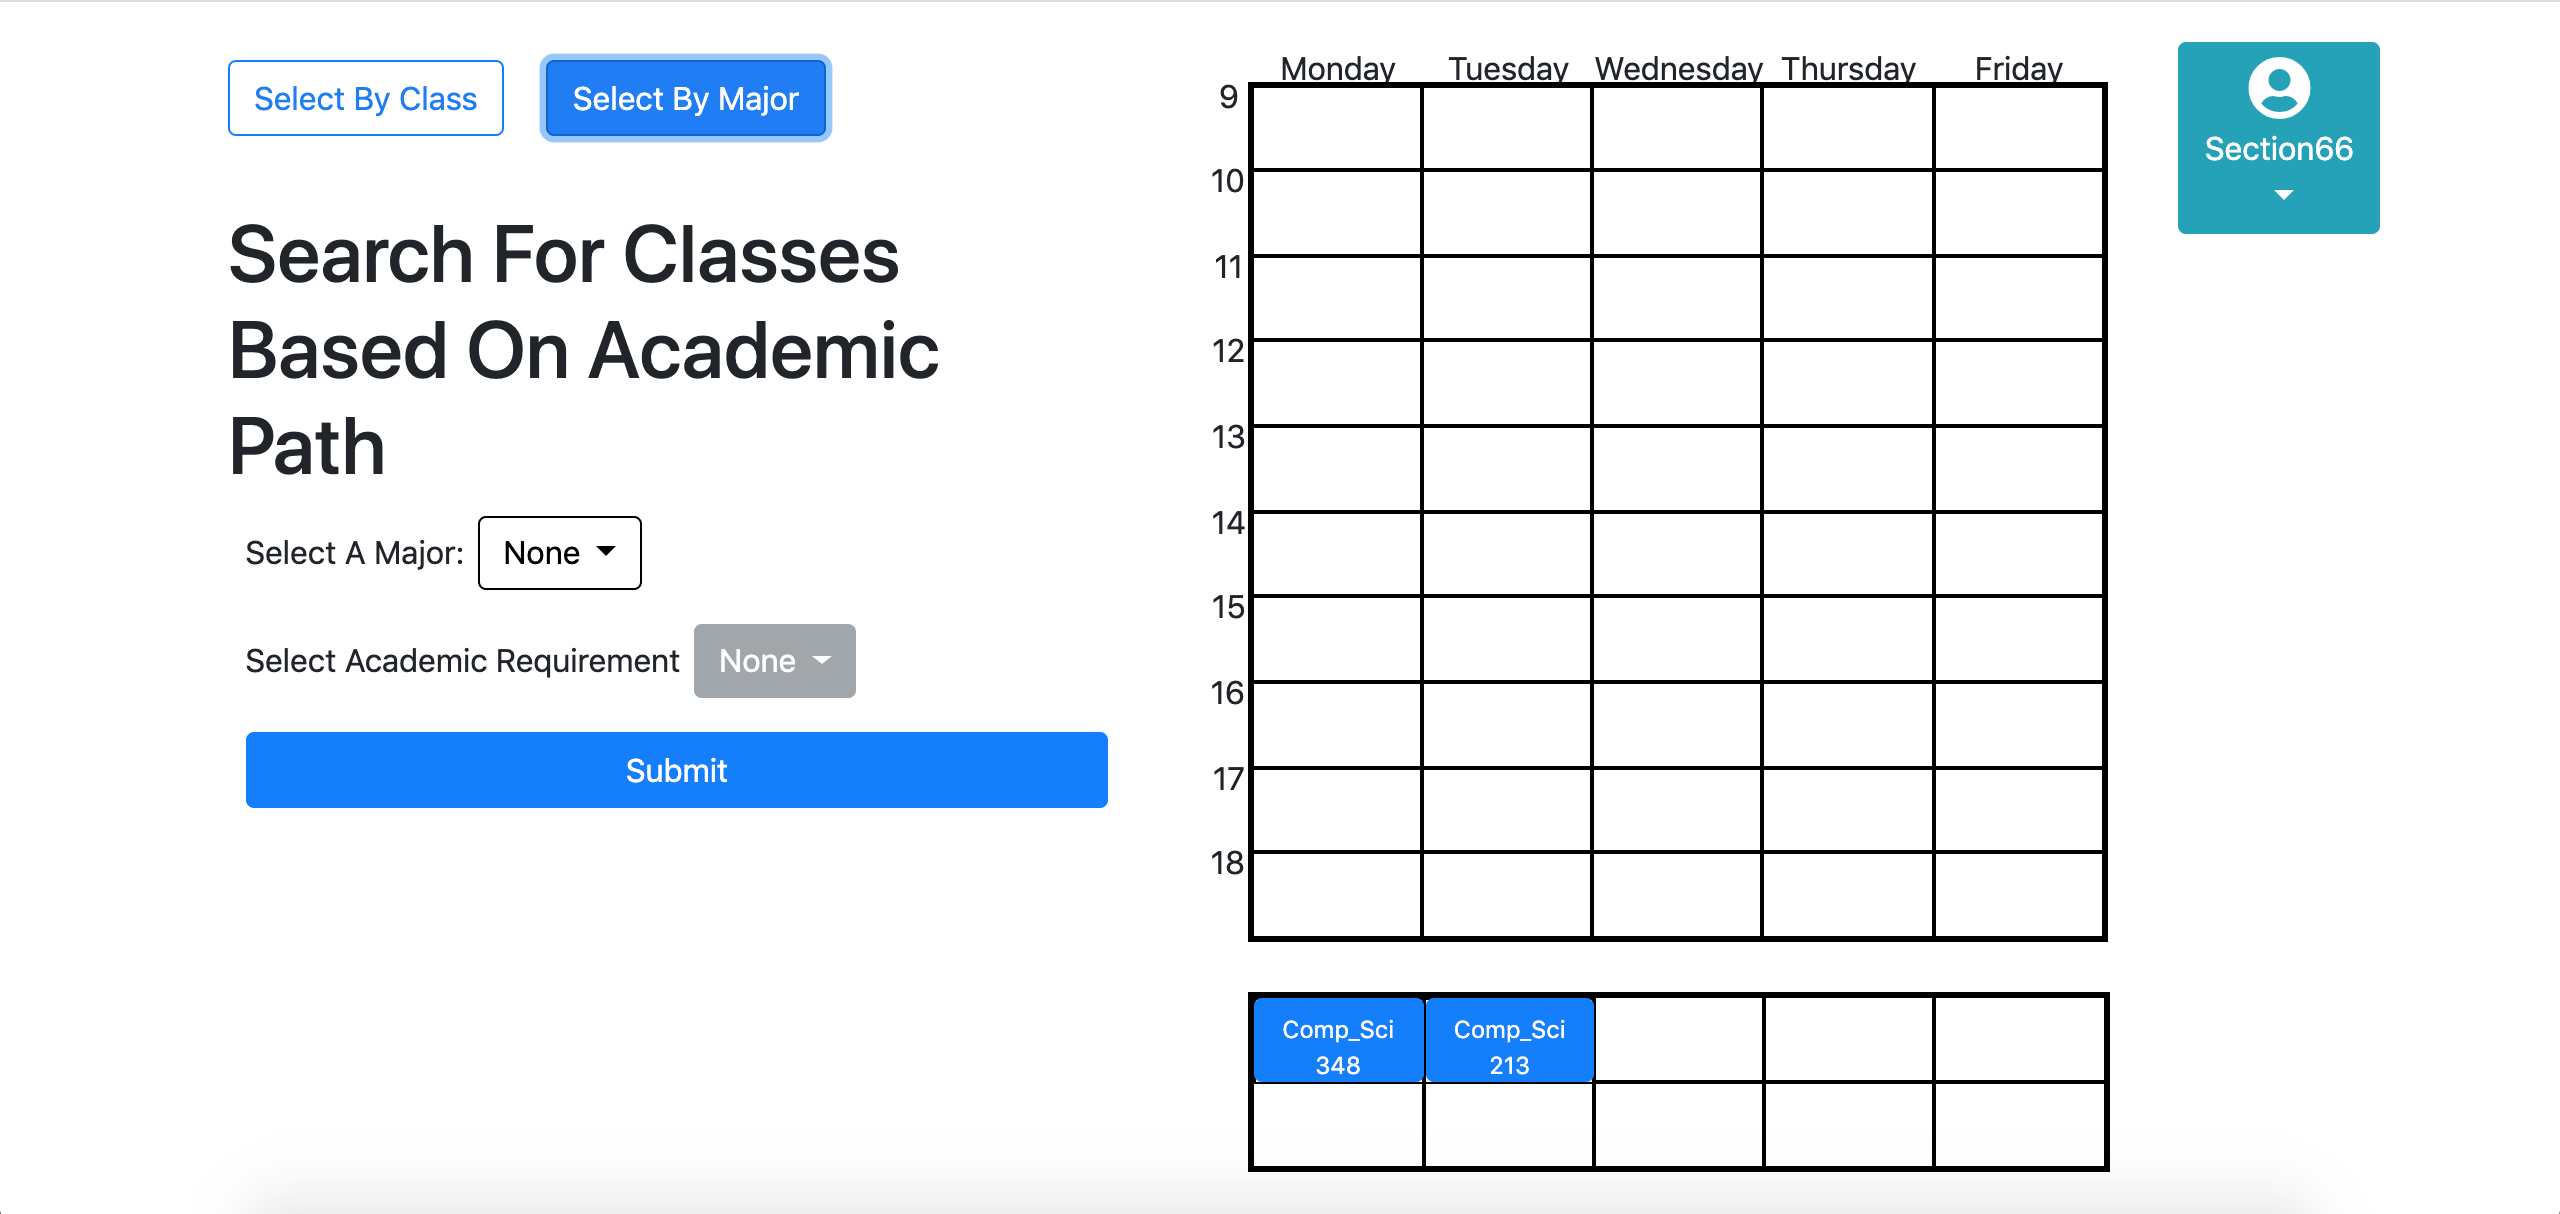 Select By Class
Select By Major
Search For Classes
Based On Academic
Path
Select A Major:
None
Select Academic Requirement
None
Submit
Monday
Tuesday
Wednesday
Thursday
Friday
9
10
11
12
13
14
15
16
17
18
Comp_Sci
348
Comp_Sci
213
Section66